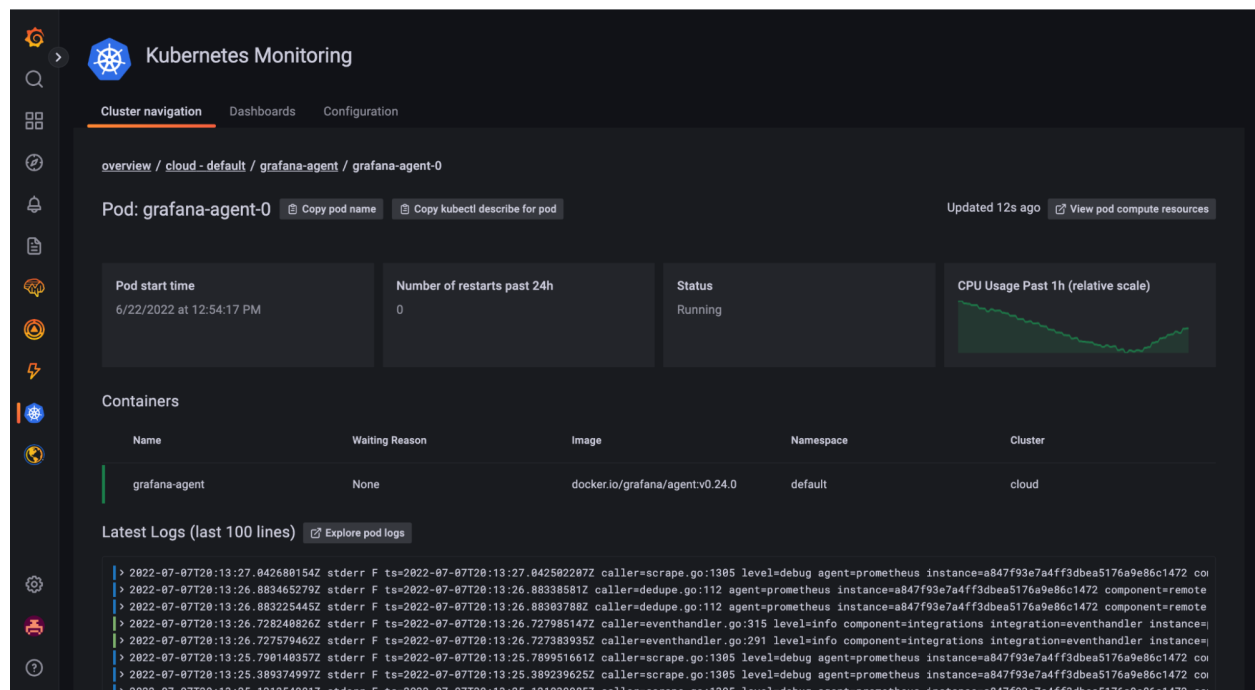 Kubernetes Monitoring
Cluster navigation Dashboards Configuration
overview / cloud - default / grafana-agent / grafana-agent-0
Pod: grafana-agent-0 Copy pod name Copy kubectl describe for pod Updated 12s ago View pod compute resources
Pod start time Number of restarts past 24h Status CPU Usage Past 1h (relative scale)
6/22/2022 at 12:54:17 PM 0 Running
Containers
Name Waiting Reason Image Namespace Cluster
grafana-agent None docker.io/grafana/agent:v0.24.0 default cloud
Latest Logs (last 100 lines) Explore pod logs
> 2022-07-07T20:13:27.042680154Z stderr F ts=2022-07-07T20:13:27.042502207Z caller=scrape.go:1305 level=debug agent=prometheus instance=a847f93e7a4ff3dbea5176a9e86c1472 co
> 2022-07-07T20:13:26.883465279Z stderr F ts=2022-07-07T20:13:26.88338581Z caller=dedupe.go:112 agent=prometheus instance=a847f93e7a4ff3dbea5176a9e86c1472 component=remote
> 2022-07-07T20:13:26.883225445Z stderr F ts=2022-07-07T20:13:26.88303788Z caller=dedupe.go:112 agent=prometheus instance=a847f93e7a4ff3dbea5176a9e86c1472 component=remote
> 2022-07-07T20:13:26.728240826Z stderr F ts=2022-07-07T20:13:26.727985147Z caller=eventhandler.go:315 level=info component=integrations integration=eventhandler instance=
> 2022-07-07T20:13:26.727579462Z stderr F ts=2022-07-07T20:13:26.727383935Z caller=eventhandler.go:291 level=info component=integrations integration=eventhandler instance=
> 2022-07-07T20:13:25.790140357Z stderr F ts=2022-07-07T20:13:25.789951661Z caller=scrape.go:1305 level=debug agent=prometheus instance=a847f93e7a4ff3dbea5176a9e86c1472 co
> 2022-07-07T20:13:25.389374997Z stderr F ts=2022-07-07T20:13:25.389239625Z caller=scrape.go:1305 level=debug agent=prometheus instance=a847f93e7a4ff3dbea5176a9e86c1472 co